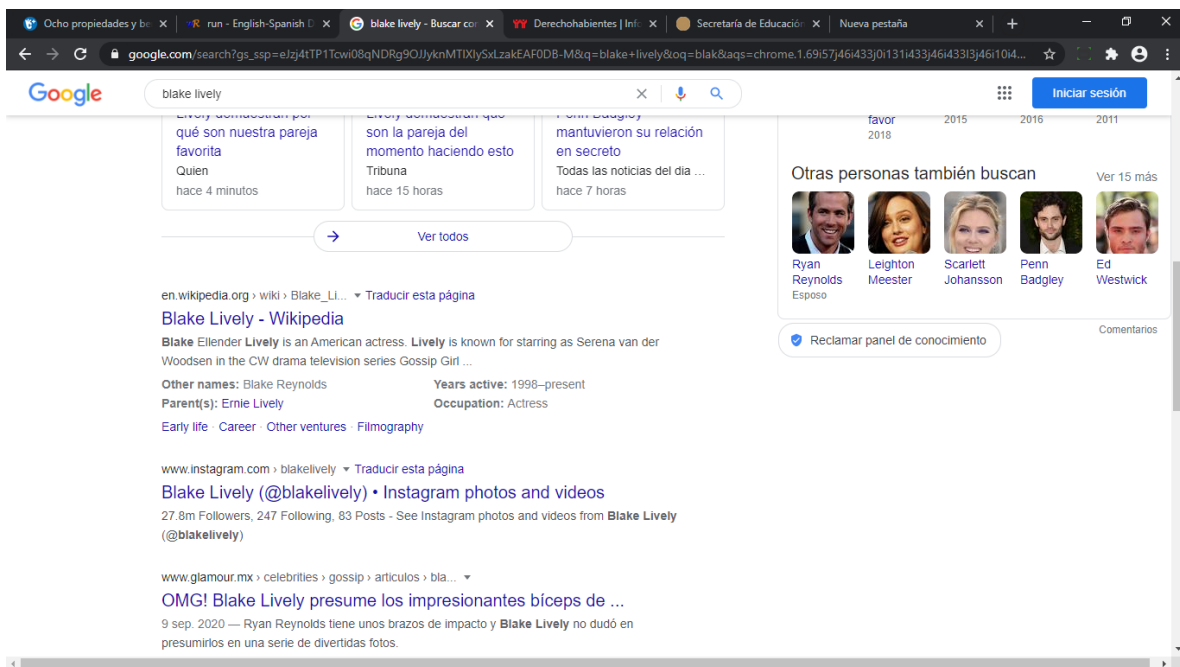 Ocho propiedades y be
run - English-Spanish D
blake lively - Buscar con
Derechohabientes | Info
Secretaría de Educación
Nueva pestaña
google.com/search?gs_ssp=eJzj4tTP1Tcwi08qNDRg9OJJyknMTlXIySxLzakEAF0DB-M&q=blake+lively&oq=blak&aqs=chrome.1.69i57j46i433j0i131i433j46i433l3j46i10i4...
Google
blake lively
Iniciar sesión
Lively demuestran por
qué son nuestra pareja
favorita
Quien
hace 4 minutos
Lively demuestran que
son la pareja del
momento haciendo esto
Tribuna
hace 15 horas
Penn Badgley
mantuvieron su relación
en secreto
Todas las noticias del dia ...
hace 7 horas
Ver todos
en.wikipedia.org › wiki › Blake_Li... Traducir esta página
Blake Lively - Wikipedia
Blake Ellender Lively is an American actress. Lively is known for starring as Serena van der
Woodsen in the CW drama television series Gossip Girl ...
Other names: Blake Reynolds Years active: 1998–present
Parent(s): Ernie Lively Occupation: Actress
Early life · Career · Other ventures · Filmography
www.instagram.com › blakelively Traducir esta página
Blake Lively (@blakelively) • Instagram photos and videos
27.8m Followers, 247 Following, 83 Posts - See Instagram photos and videos from Blake Lively
(@blakelively)
www.glamour.mx › celebrities › gossip › articulos › bla...
OMG! Blake Lively presume los impresionantes bíceps de ...
9 sep. 2020 — Ryan Reynolds tiene unos brazos de impacto y Blake Lively no dudó en
presumirlos en una serie de divertidas fotos.
favor
2018
2015
2016
2011
Otras personas también buscan
Ver 15 más
Ryan
Reynolds
Esposo
Leighton
Meester
Scarlett
Johansson
Penn
Badgley
Ed
Westwick
Comentarios
Reclamar panel de conocimiento